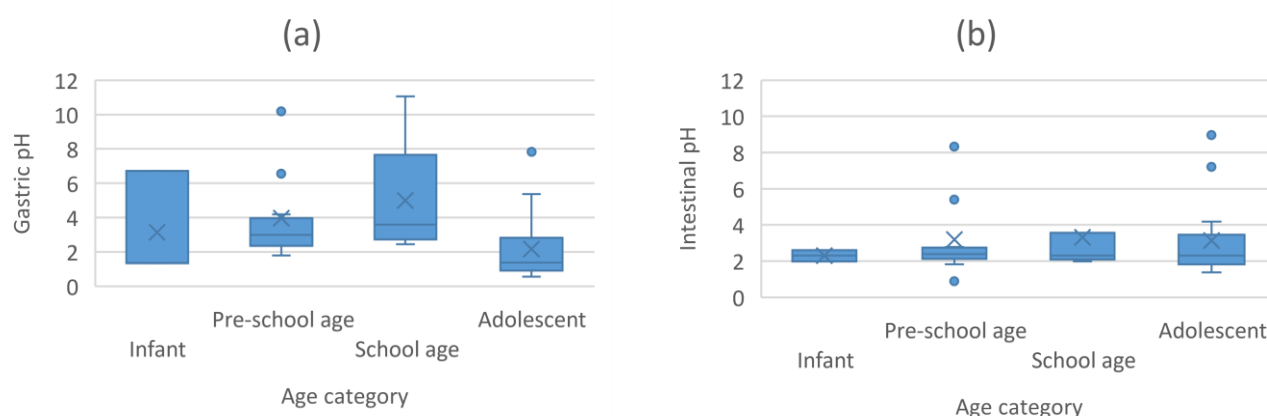 (a)
12
10
8
6
4
2
0
Gastric pH
Pre-school age
Adolescent
Infant
School age
Age category
(b)
12
10
8
6
4
2
0
Intestinal pH
Pre-school age
Adolescent
Infant
School age
Age category